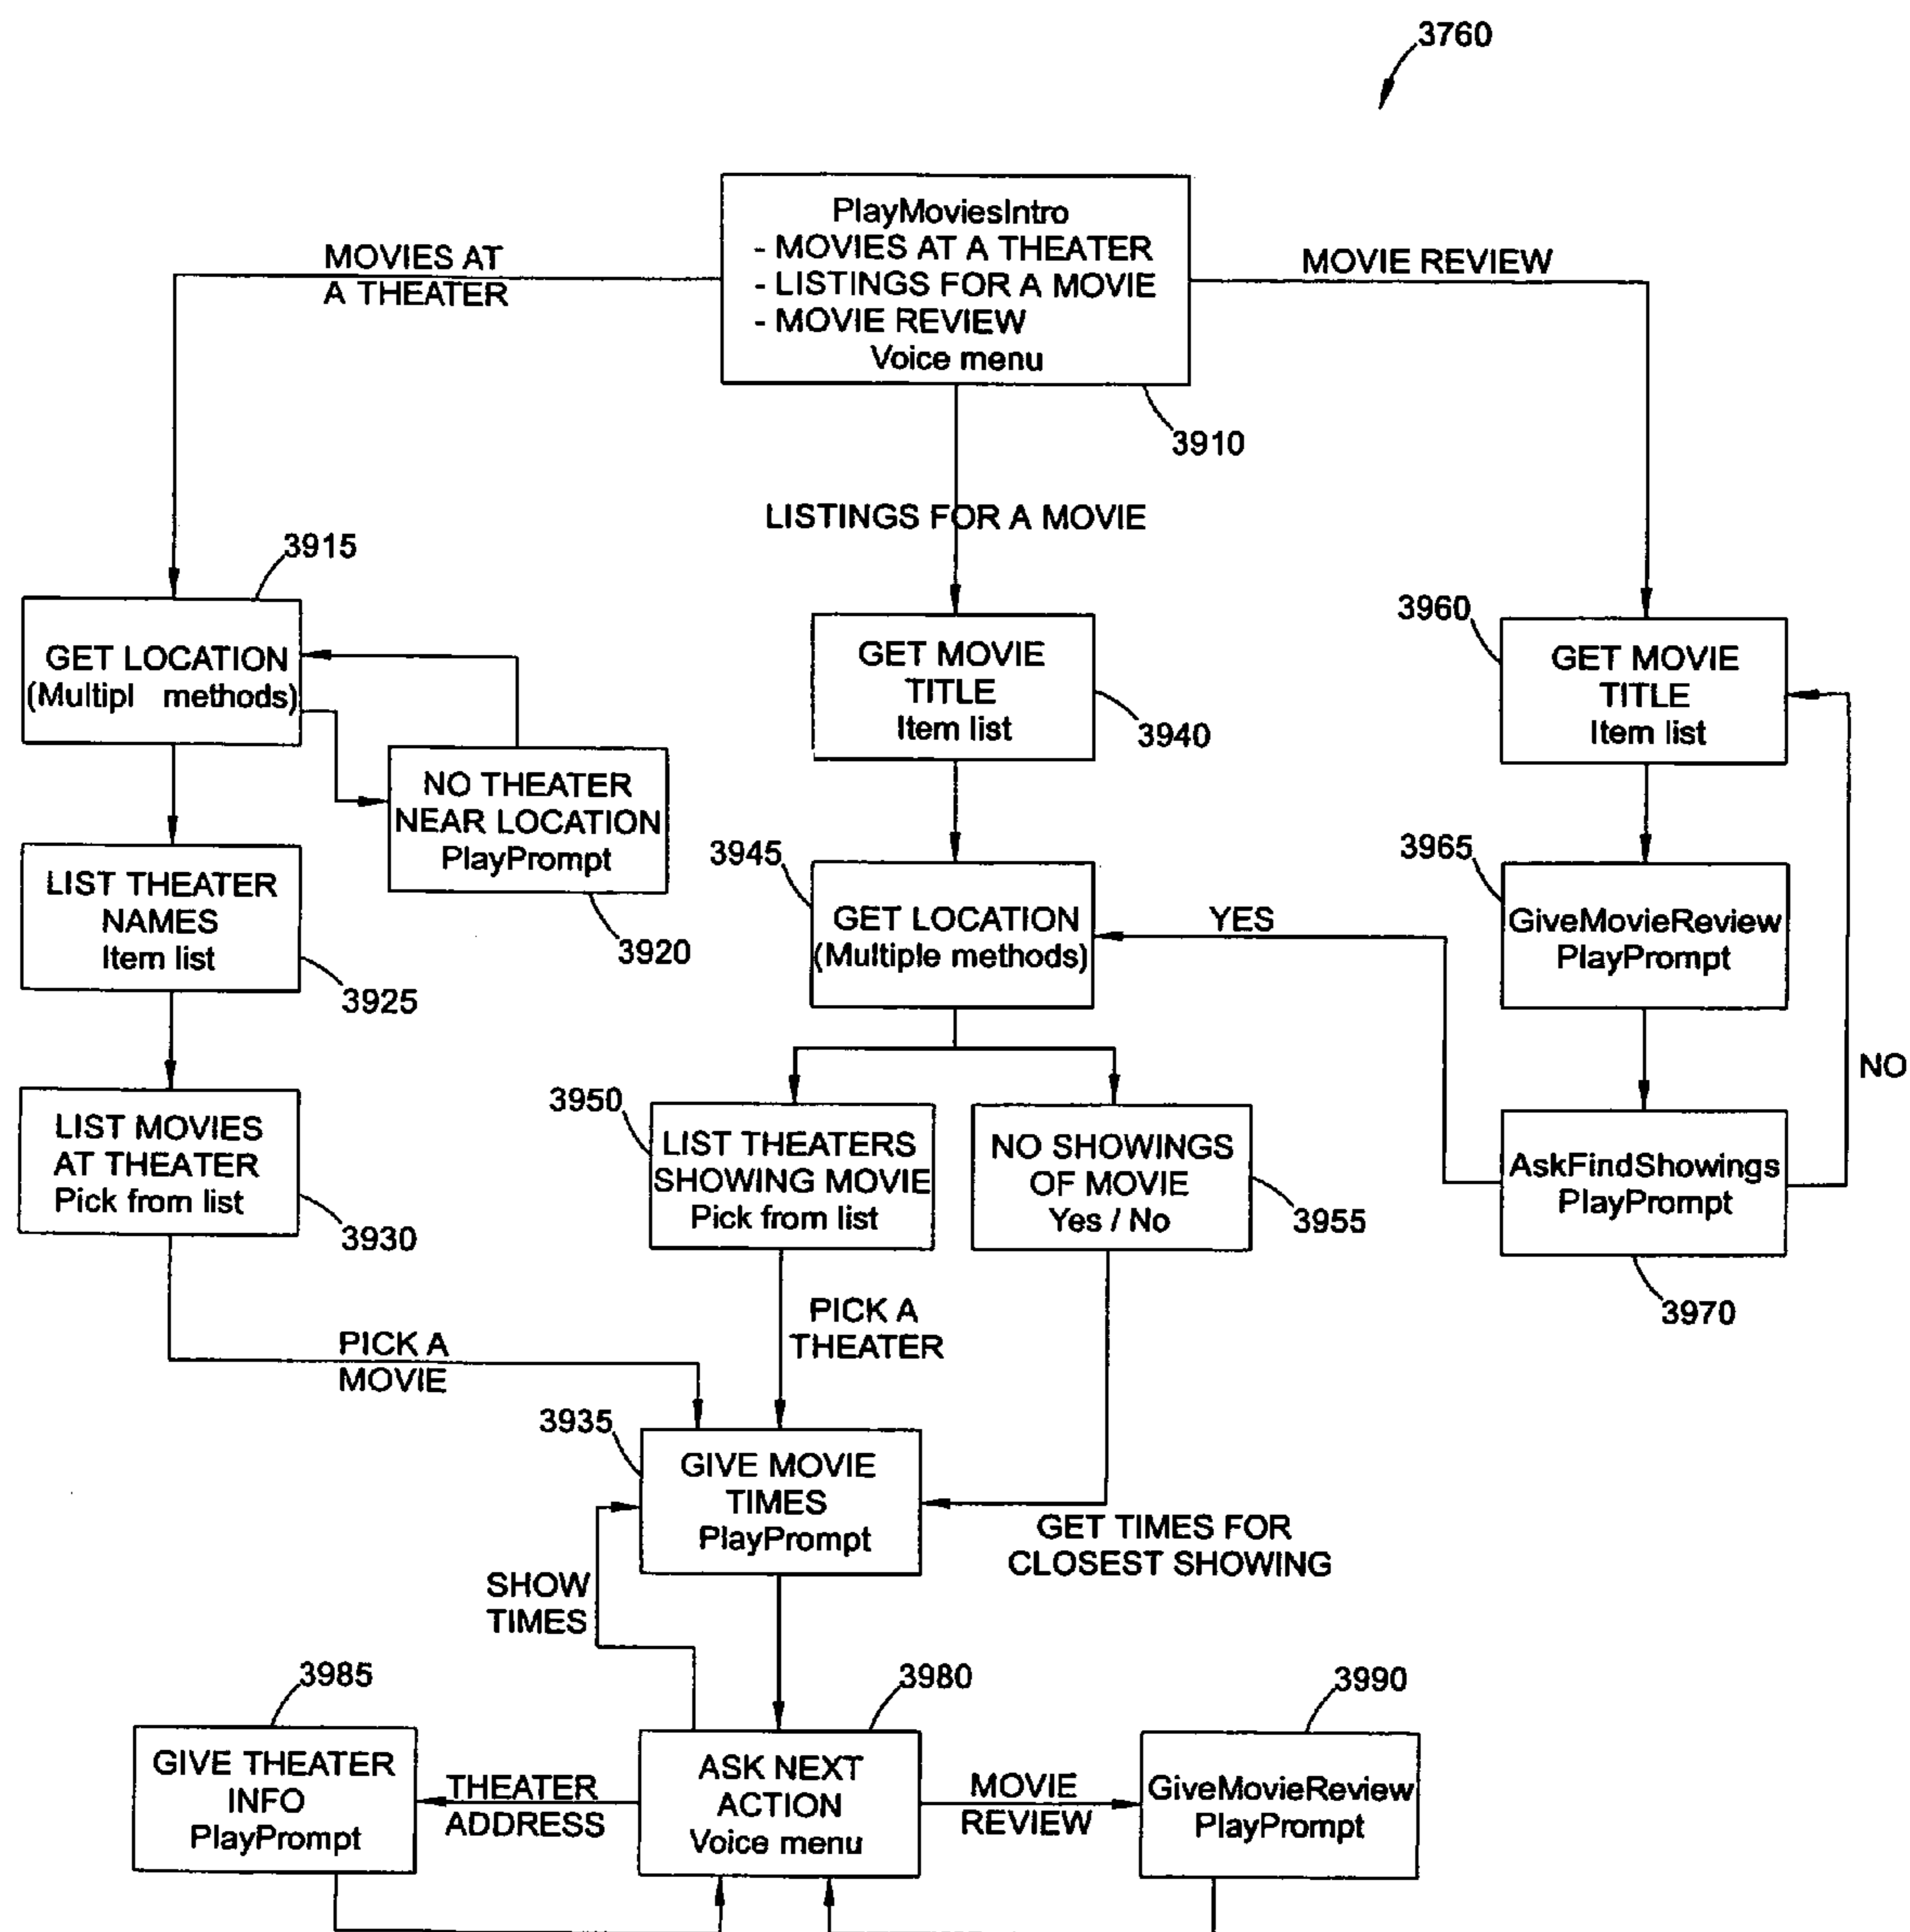 3760
PlayMoviesIntro
- MOVIES AT A THEATER
- LISTINGS FOR A MOVIE
- MOVIE REVIEW
Voice menu
3910
MOVIES AT
A THEATER
MOVIE REVIEW
LISTINGS FOR A MOVIE
3915
GET LOCATION
(Multipl methods)
NO THEATER
NEAR LOCATION
PlayPrompt
3920
LIST THEATER
NAMES
Item list
3925
LIST MOVIES
AT THEATER
Pick from list
3930
PICK A
MOVIE
GET MOVIE
TITLE
Item list
3940
3945
GET LOCATION
(Multiple methods)
YES
3950
LIST THEATERS
SHOWING MOVIE
Pick from list
NO SHOWINGS
OF MOVIE
Yes / No
3955
PICK A
THEATER
3960
GET MOVIE
TITLE
Item list
3965
GiveMovieReview
PlayPrompt
NO
AskFindShowings
PlayPrompt
3970
3935
GIVE MOVIE
TIMES
PlayPrompt
GET TIMES FOR
CLOSEST SHOWING
SHOW
TIMES
3985
GIVE THEATER
INFO
PlayPrompt
THEATER
ADDRESS
3980
ASK NEXT
ACTION
Voice menu
MOVIE
REVIEW
3990
GiveMovieReview
PlayPrompt